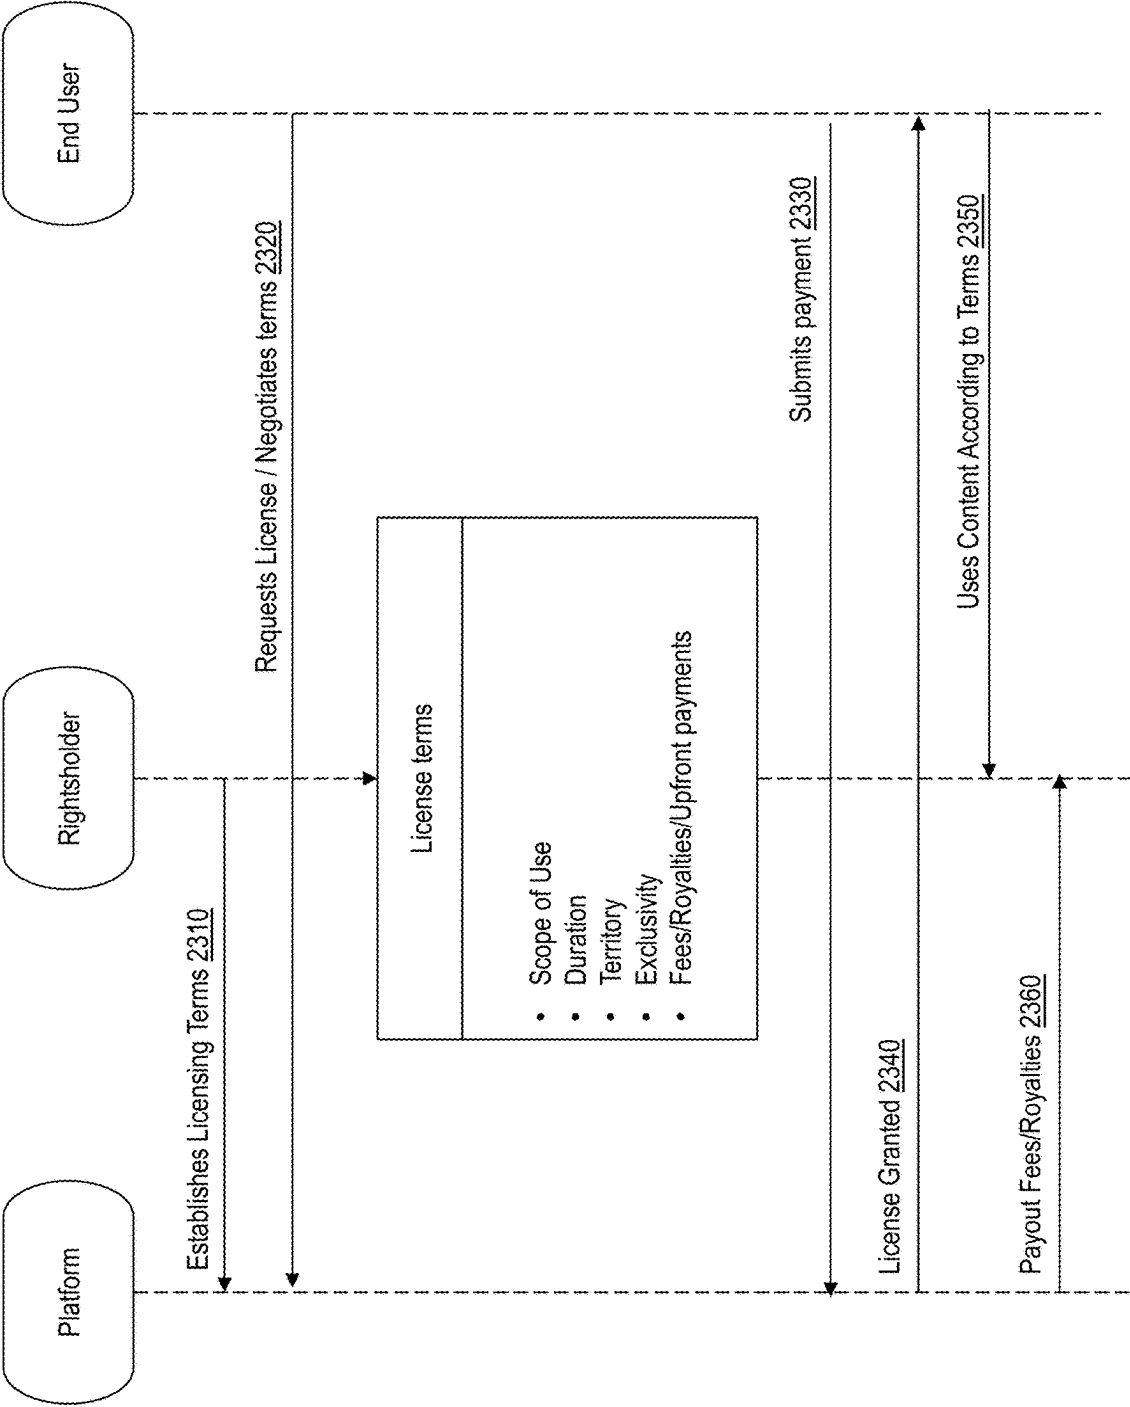 Platform
Rightsholder
End User
Establishes Licensing Terms 2310
Requests License / Negotiates terms 2320
License terms
• Scope of Use
• Duration
• Territory
• Exclusivity
• Fees/Royalties/Upfront payments
Submits payment 2330
License Granted 2340
Uses Content According to Terms 2350
Payout Fees/Royalties 2360